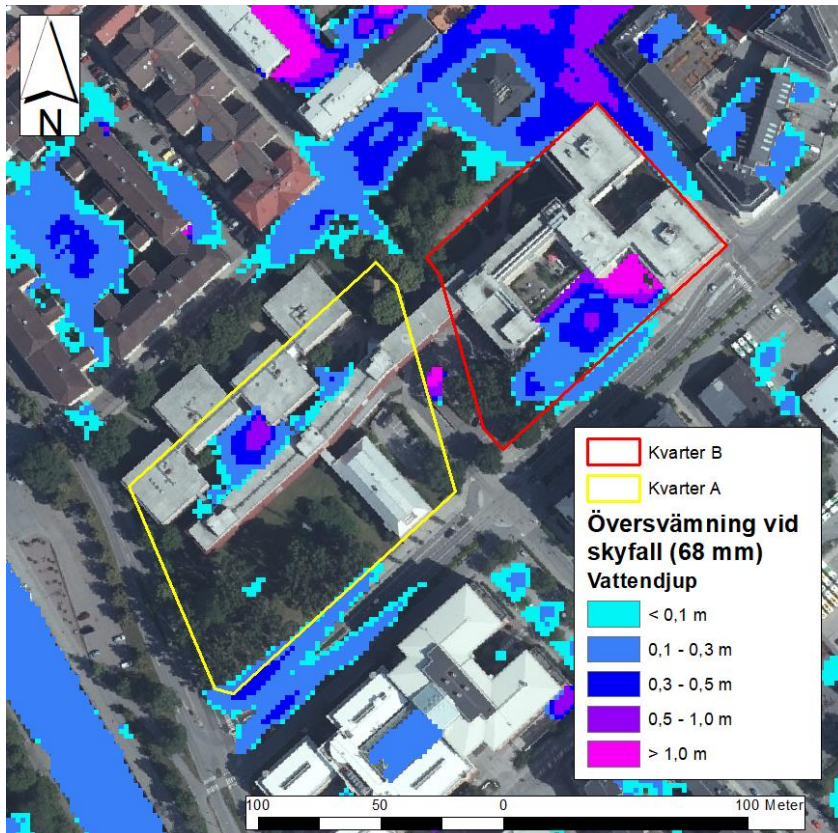 N
Kvarter B
Kvarter A
Översvämning vid
skyfall (68 mm)
Vattendjup
< 0,1 m
0,1 - 0,3 m
0,3 - 0,5 m
0,5 - 1,0 m
> 1,0 m
100 50 0 100 Meter